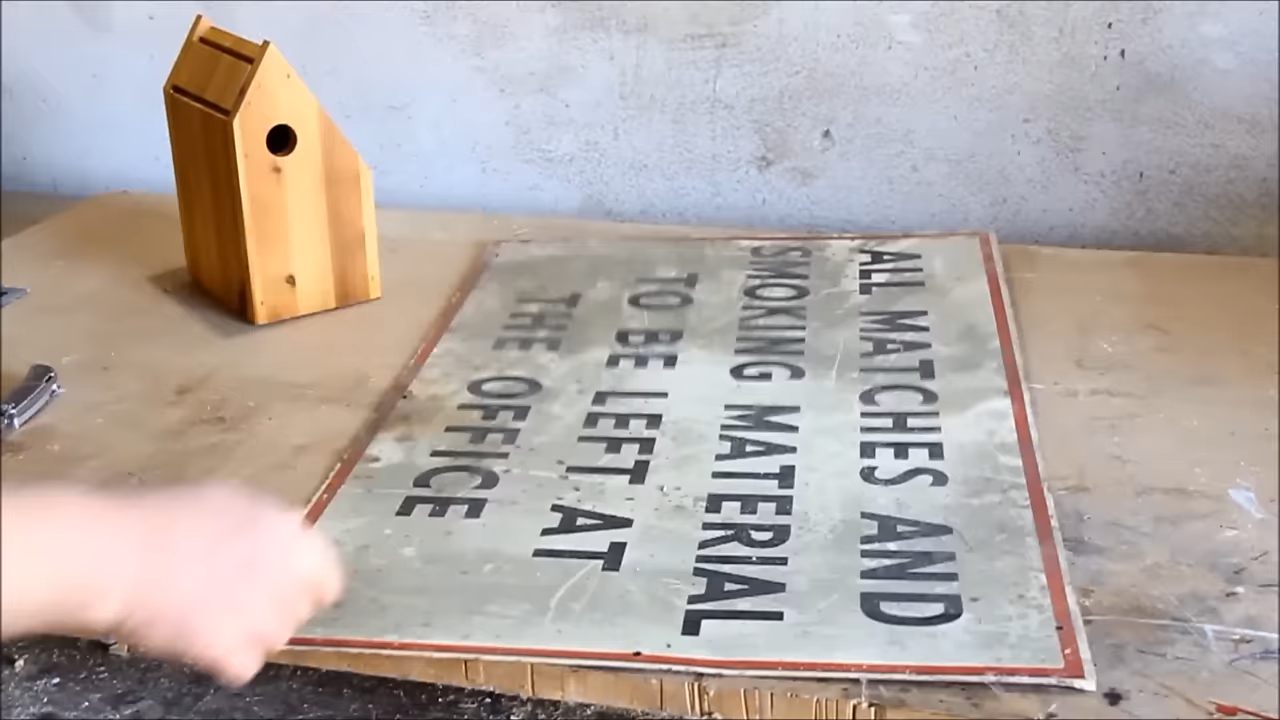 ALL MATCHES AND
SMOKING MATERIAL
TO BE LEFT AT
THE OFFICE